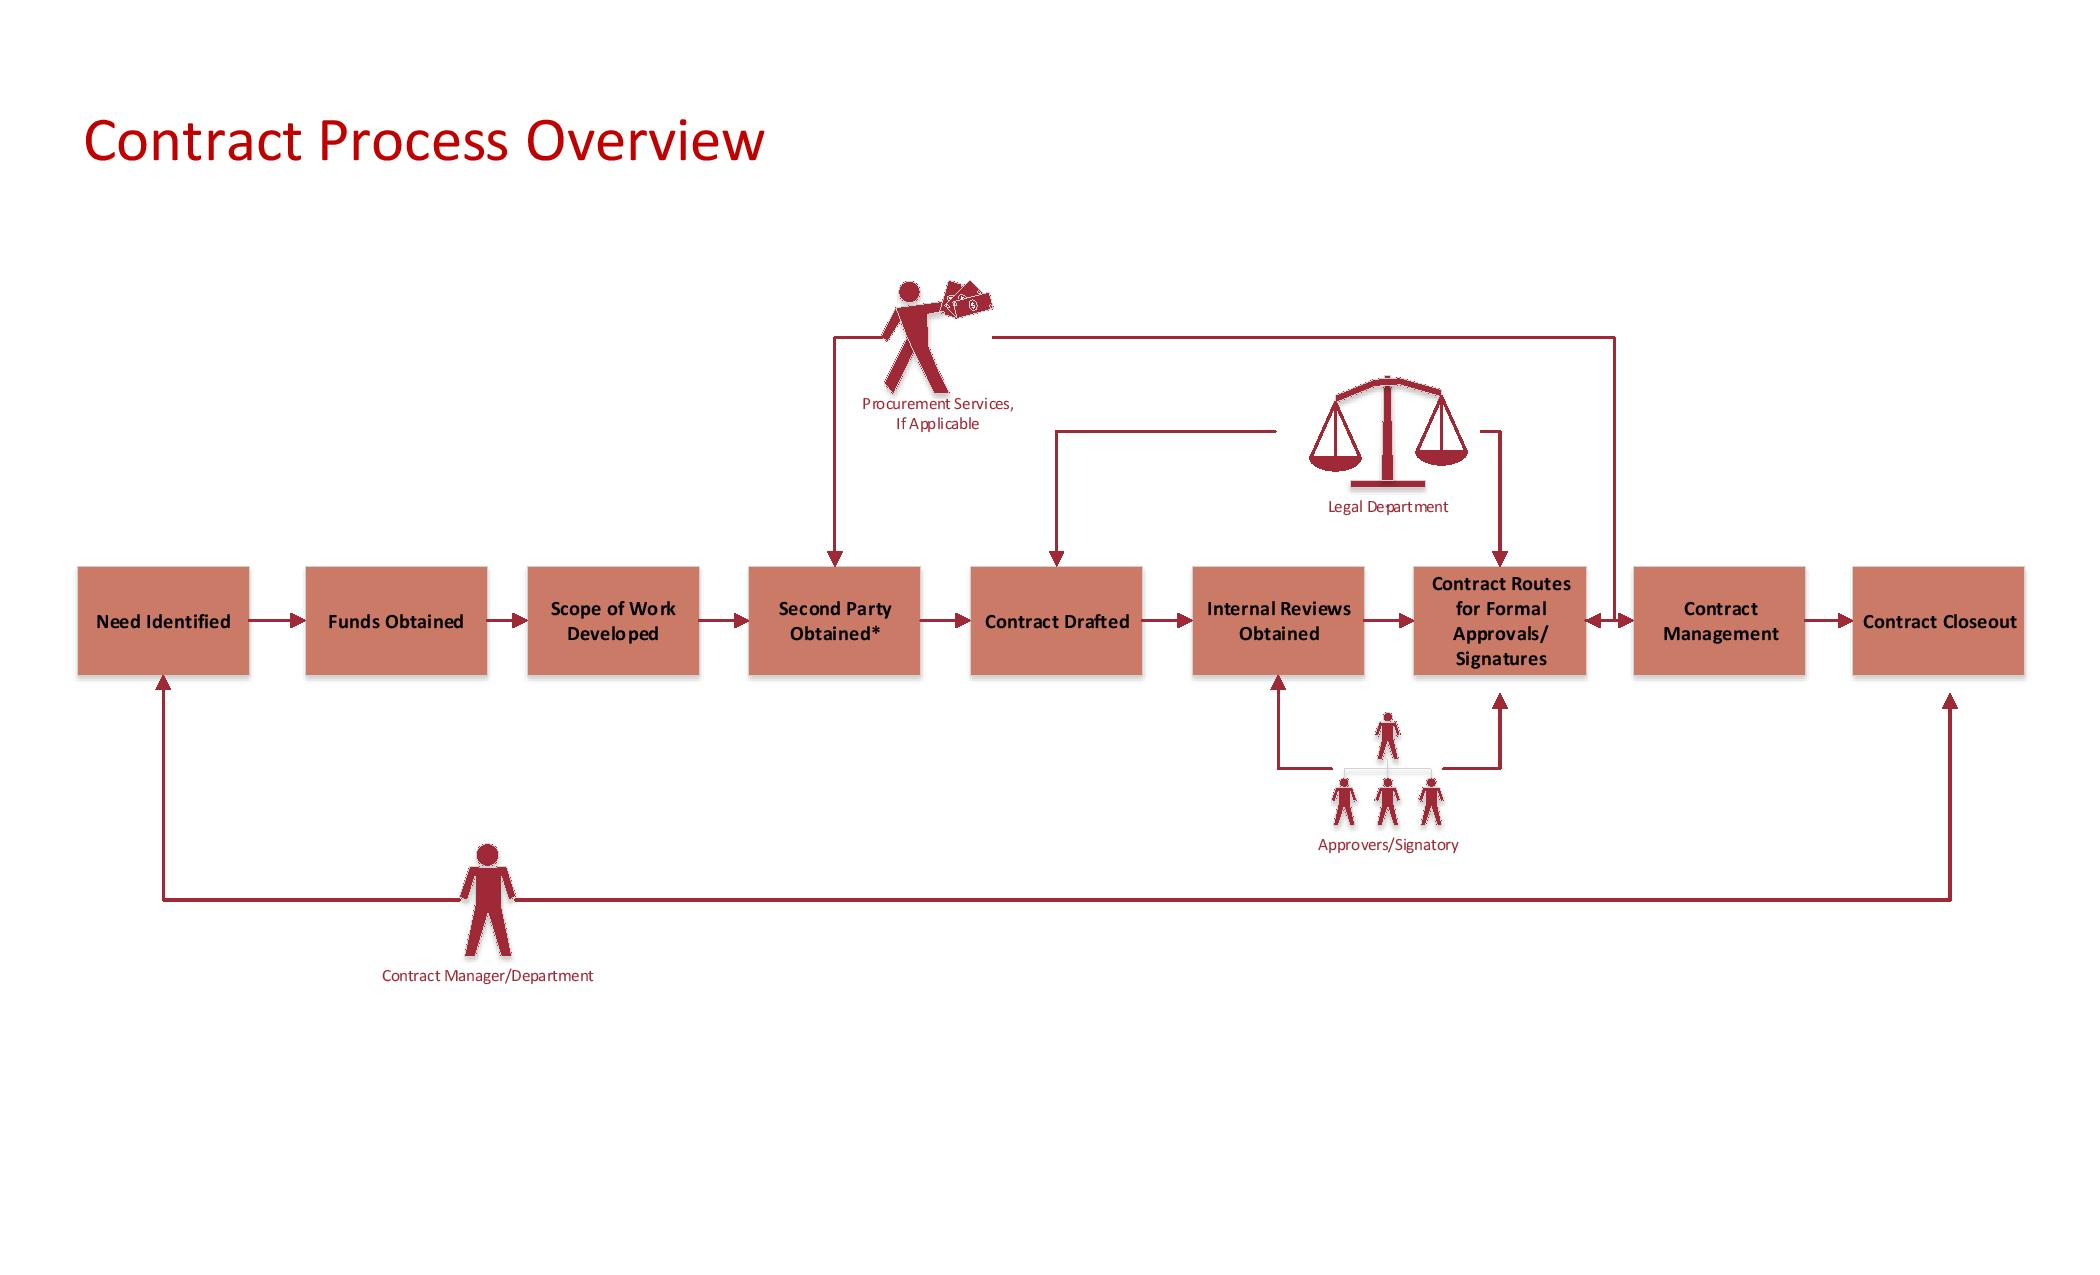 Contract Process Overview
Procurement Services,
If Applicable
Legal Department
Need Identified
Funds Obtained
Scope of Work
Developed
Second Party
Obtained*
Contract Drafted
Internal Reviews
Obtained
Contract Routes
for Formal
Approvals/
Signatures
Contract
Management
Contract Closeout
Approvers/Signatory
Contract Manager/Department